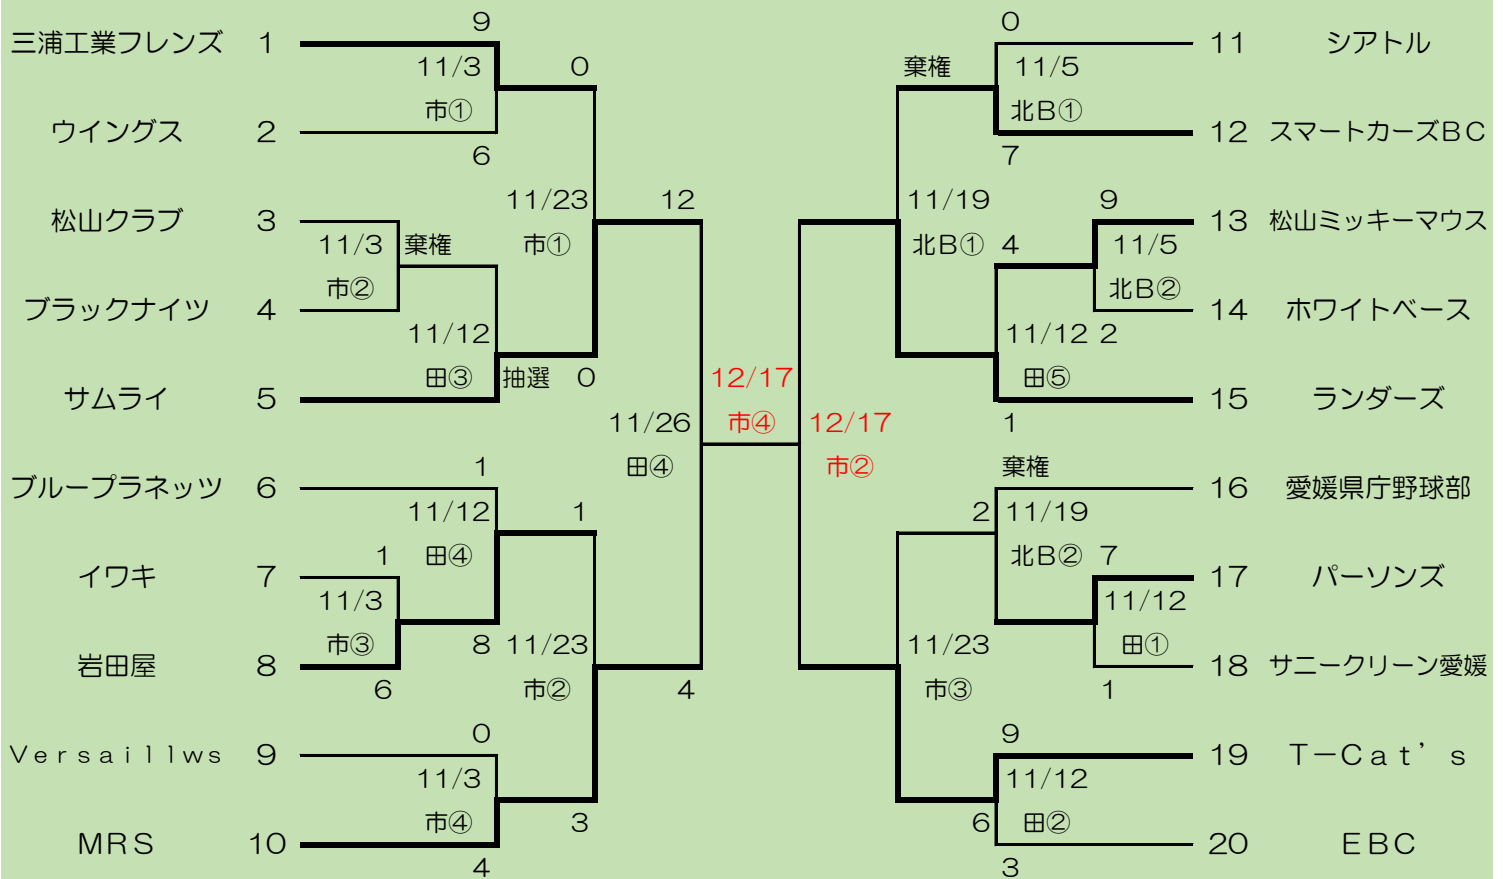 9 0
三浦工業フレンズ 1 11 シアトル
11/3 0 棄権 11/5
市① 北B①
ウイングス 2 12 スマートカーズBC
6 7
松山クラブ 3 11/23 12 11/19 9 13 松山ミッキーマウス
11/3 棄権 市① 北B① 4 11/5
市② 北B②
ブラックナイツ 4 14 ホワイトベース
11/12 11/12 2
田③ 抽選 0 12/17 田⑤
サムライ 5 15 ランダーズ
11/26 市④ 12/17 1
1 田④ 市② 棄権
ブループラネッツ 6 16 愛媛県庁野球部
11/12 1 2 11/19
1 田④ 北B② 7
イワキ 7 17 パーソンズ
11/3 11/12
市③ 8 11/23 11/23 田①
岩田屋 8 18 サニークリーン愛媛
6 市② 4 市③ 1
0 9
Versaillws 9 19 T-Cat's
11/3 11/12
市④ 3 6 田②
MRS 10 20 EBC
4 3